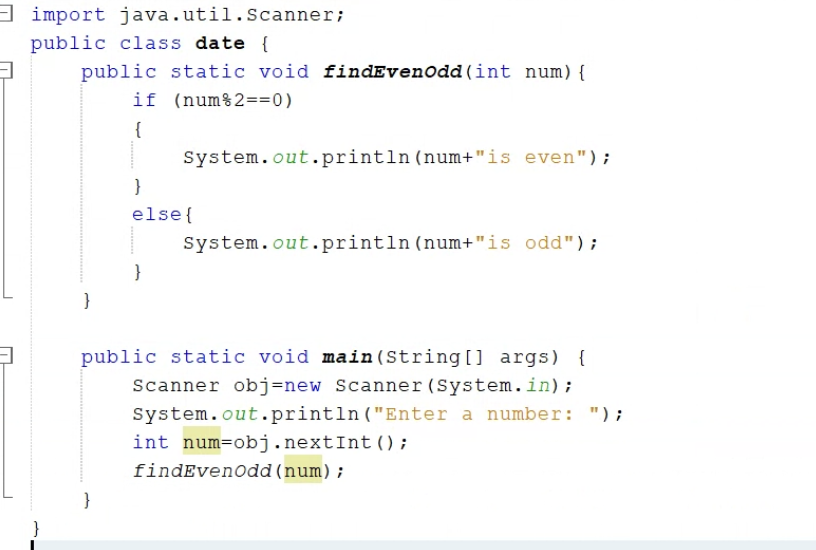 import java.util.Scanner;
public class date {
    public static void findEvenOdd(int num){
        if (num%2==0)
        {
            System.out.println(num+"is even");
        }
        else{
            System.out.println(num+"is odd");
        }
    }
    public static void main(String[] args) {
        Scanner obj=new Scanner(System.in);
        System.out.println("Enter a number: ");
        int num=obj.nextInt();
        findEvenOdd(num);
    }
}